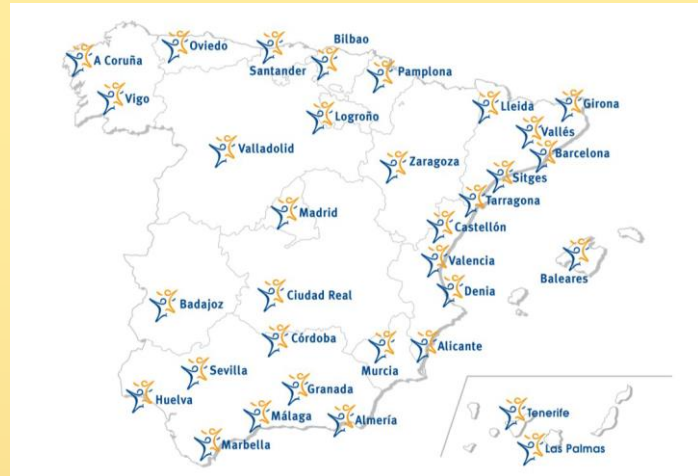 Bilbao
Oviedo
A Coruña
Santander
Pamplona
Vigo
Lleida
Girona
Logroño
Vallés
Valladolid
Barcelona
Zaragoza
Sitges
Tarragona
Madrid
Castellón
Valencia
Baleares
Denia
Ciudad Real
Badajoz
Córdoba
Alicante
Murcia
Sevilla
Granada
Huelva
Málaga
Almería
Tenerife
Marbella
Las Palmas